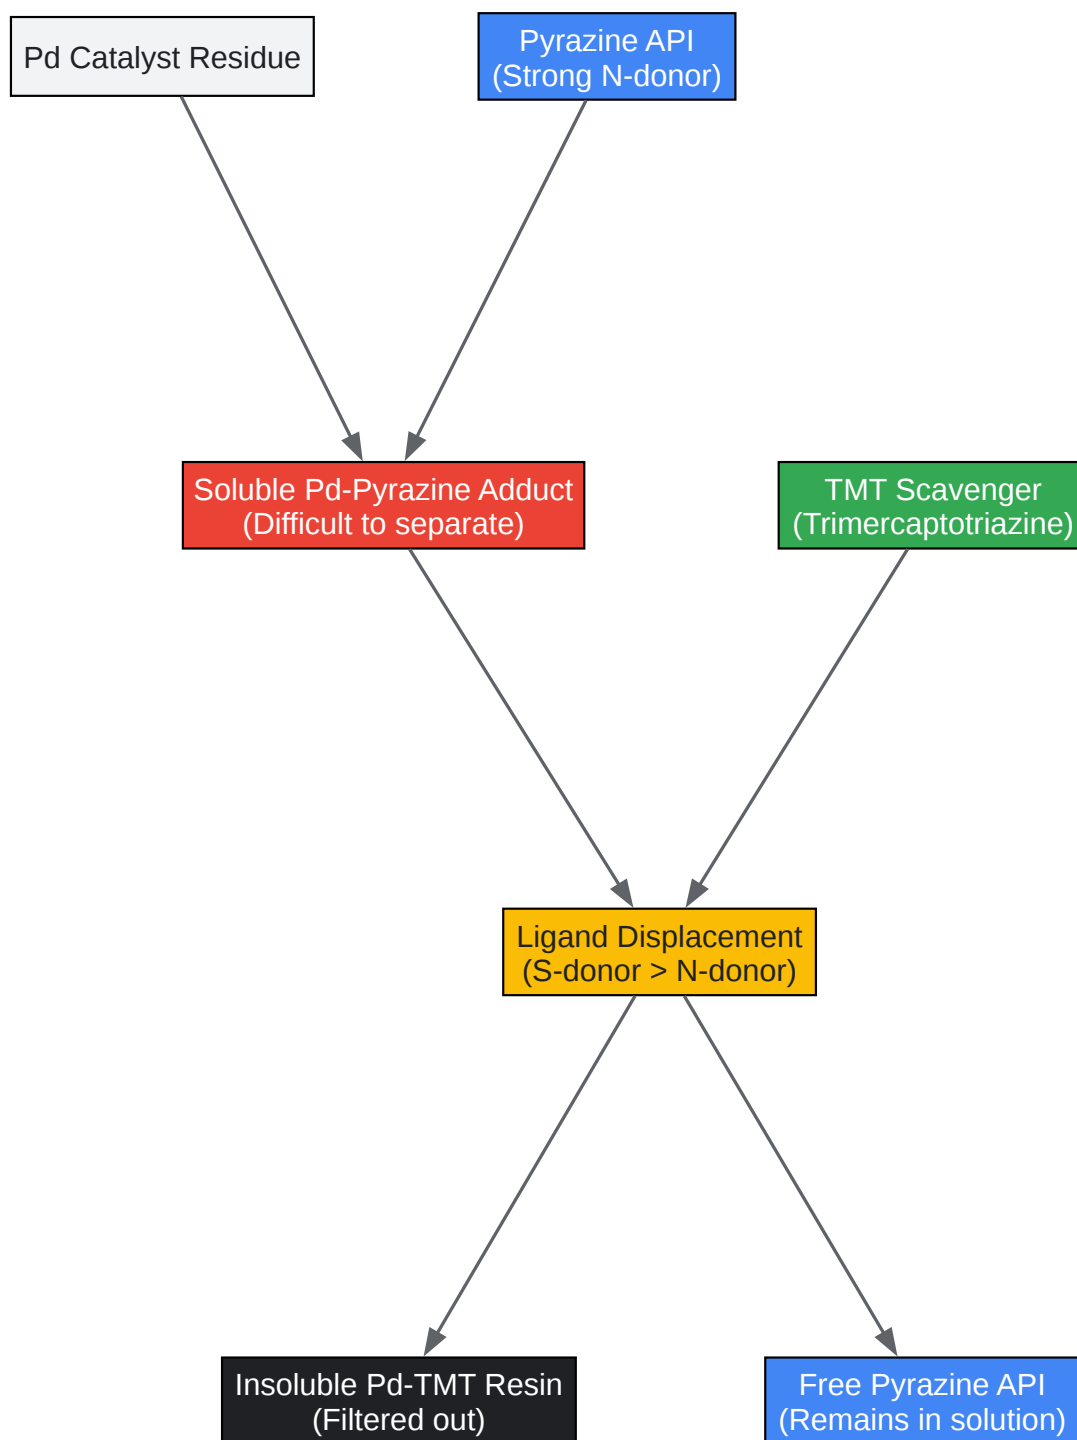 Pd Catalyst Residue
Pyrazine API
(Strong N-donor)
Soluble Pd-Pyrazine Adduct
(Difficult to separate)
TMT Scavenger
(Trimercaptotriazine)
Ligand Displacement
(S-donor > N-donor)
Insoluble Pd-TMT Resin
(Filtered out)
Free Pyrazine API
(Remains in solution)